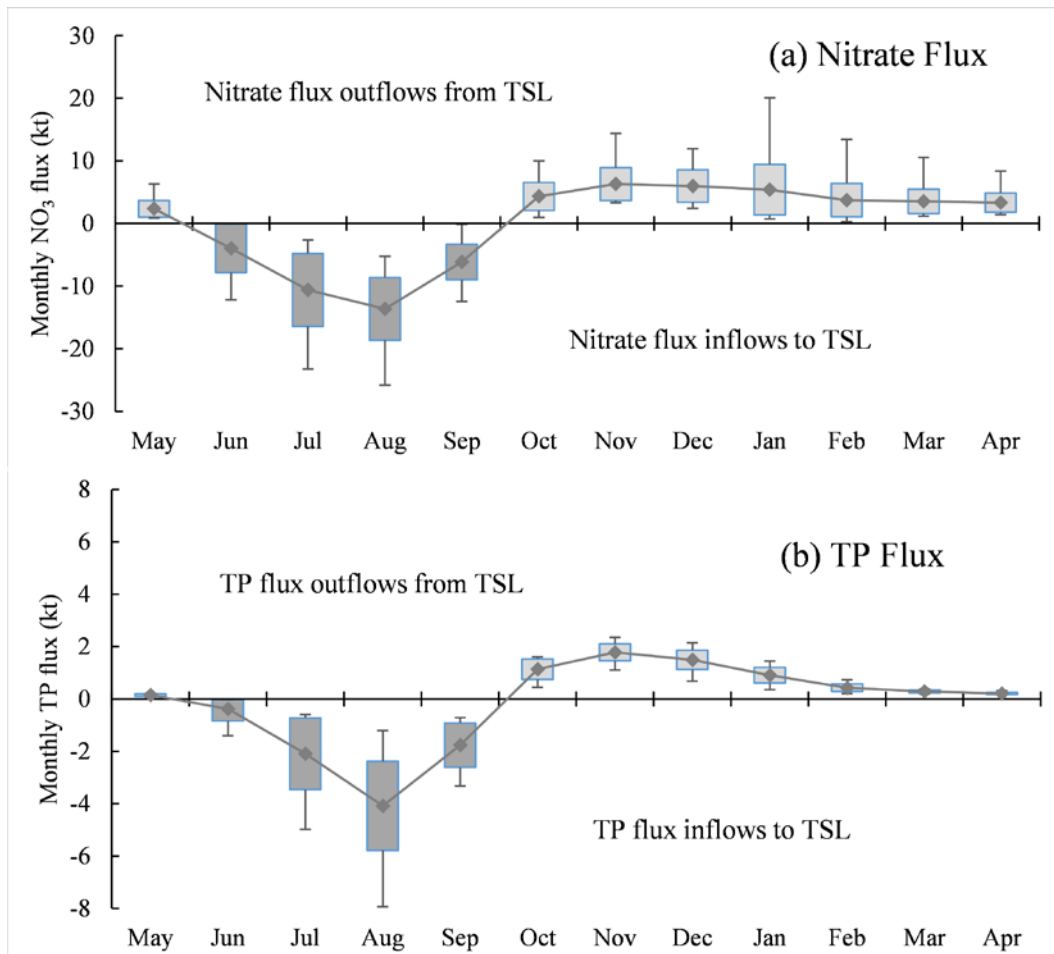 (a) Nitrate Flux
Nitrate flux outflows from TSL
Nitrate flux inflows to TSL
Monthly NO₃ flux (kt)
30
20
10
0
-10
-20
-30
May Jun Jul Aug Sep Oct Nov Dec Jan Feb Mar Apr
(b) TP Flux
TP flux outflows from TSL
TP flux inflows to TSL
Monthly TP flux (kt)
8
6
4
2
0
-2
-4
-6
-8
May Jun Jul Aug Sep Oct Nov Dec Jan Feb Mar Apr